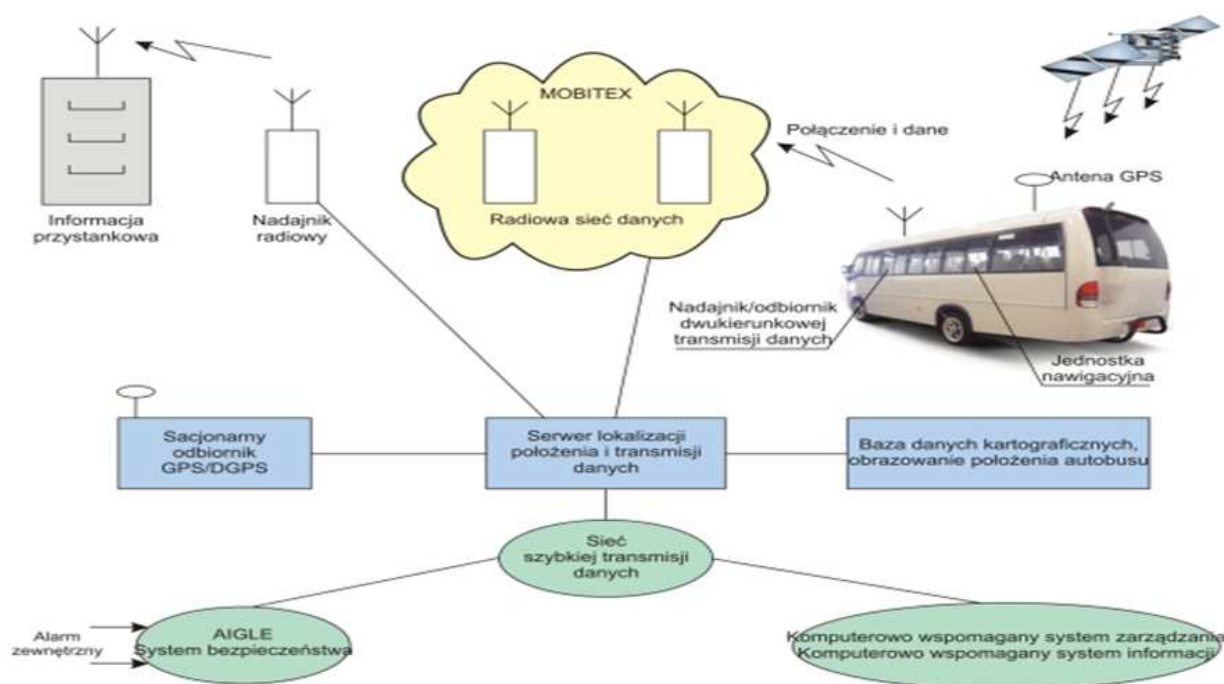 MOBITEX
Połączenie i dane
Antena GPS
Informacja
przystankowa
Nadajnik
radiowy
Radiowa sieć danych
Nadajnik/odbiornik
dwukierunkowej
transmisji danych
Jednostka
nawigacyjna
Sacjonarny
odbiornik
GPS/DGPS
Serwer lokalizacji
położenia i transmisji
danych
Baza danych kartograficznych,
obrazowanie położenia autobusu
Sieć
szybkiej transmisji
danych
Alarm
zewnętrzny
AIGLE
System bezpieczeństwa
Komputerowo wspomagany system zarządzania
Komputerowo wspomagany system informacji